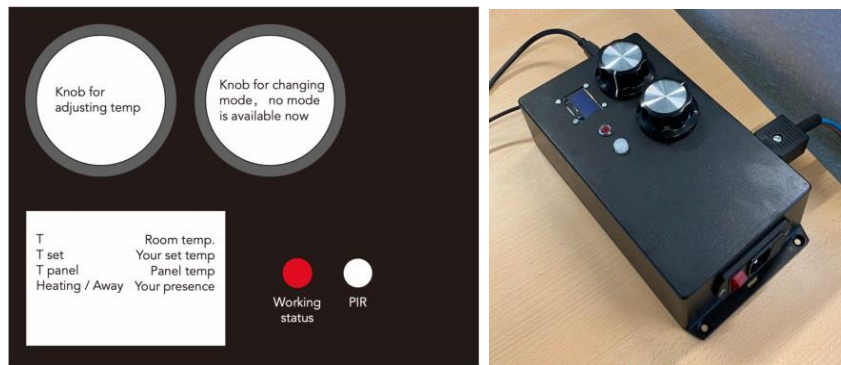 Knob for
adjusting temp
Knob for changing
mode, no mode
is available now
T Room temp.
T set Your set temp
T panel Panel temp
Heating / Away Your presence
Working
status
PIR